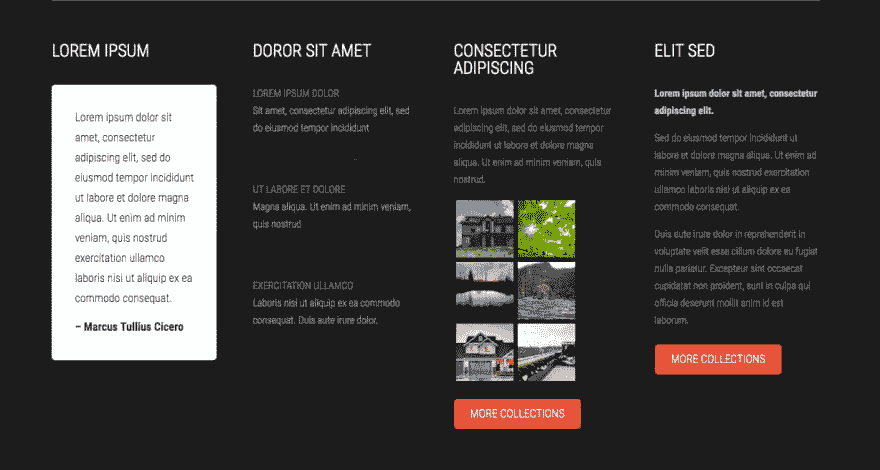 LOREM IPSUM
Lorem ipsum dolor sit
amet, consectetur
adipiscing elit, sed do
eiusmod tempor incididunt
ut labore et dolore magna
aliqua. Ut enim ad minim
veniam, quis nostrud
exercitation ullamco
laboris nisi ut aliquip ex ea
commodo consequat.
– Marcus Tullius Cicero
DOROR SIT AMET
LOREM IPSUM DOLOR
Sit amet, consectetur adipiscing elit, sed
do eiusmod tempor incididunt
UT LABORE ET DOLORE
Magna aliqua. Ut enim ad minim veniam,
quis nostrud
EXERCITATION ULLAMCO
Laboris nisi ut aliquip ex ea commodo
consequat. Duis aute irure dolor.
CONSECTETUR
ADIPISCING
Lorem ipsum dolor sit amet, consectetur
adipiscing elit, sed do eiusmod tempor
incididunt ut labore et dolore magna
aliqua. Ut enim ad minim veniam, quis
nostrud.
MORE COLLECTIONS
ELIT SED
Lorem ipsum dolor sit amet, consectetur
adipiscing elit.
Sed do eiusmod tempor incididunt ut
labore et dolore magna aliqua. Ut enim ad
minim veniam, quis nostrud exercitation
ullamco laboris nisi ut aliquip ex ea
commodo consequat.
Duis aute irure dolor in reprehenderit in
voluptate velit esse cillum dolore eu fugiat
nulla pariatur. Excepteur sint occaecat
cupidatat non proident, sunt in culpa qui
officia deserunt mollit anim id est
laborum.
MORE COLLECTIONS